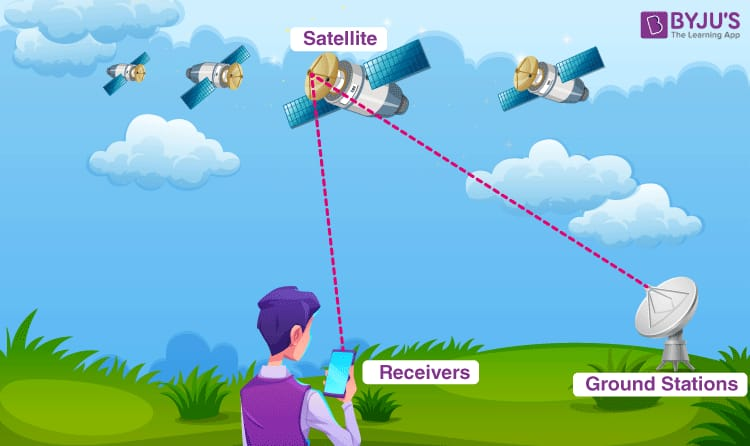 Satellite
BYJU'S
The Learning App
Receivers
Ground Stations